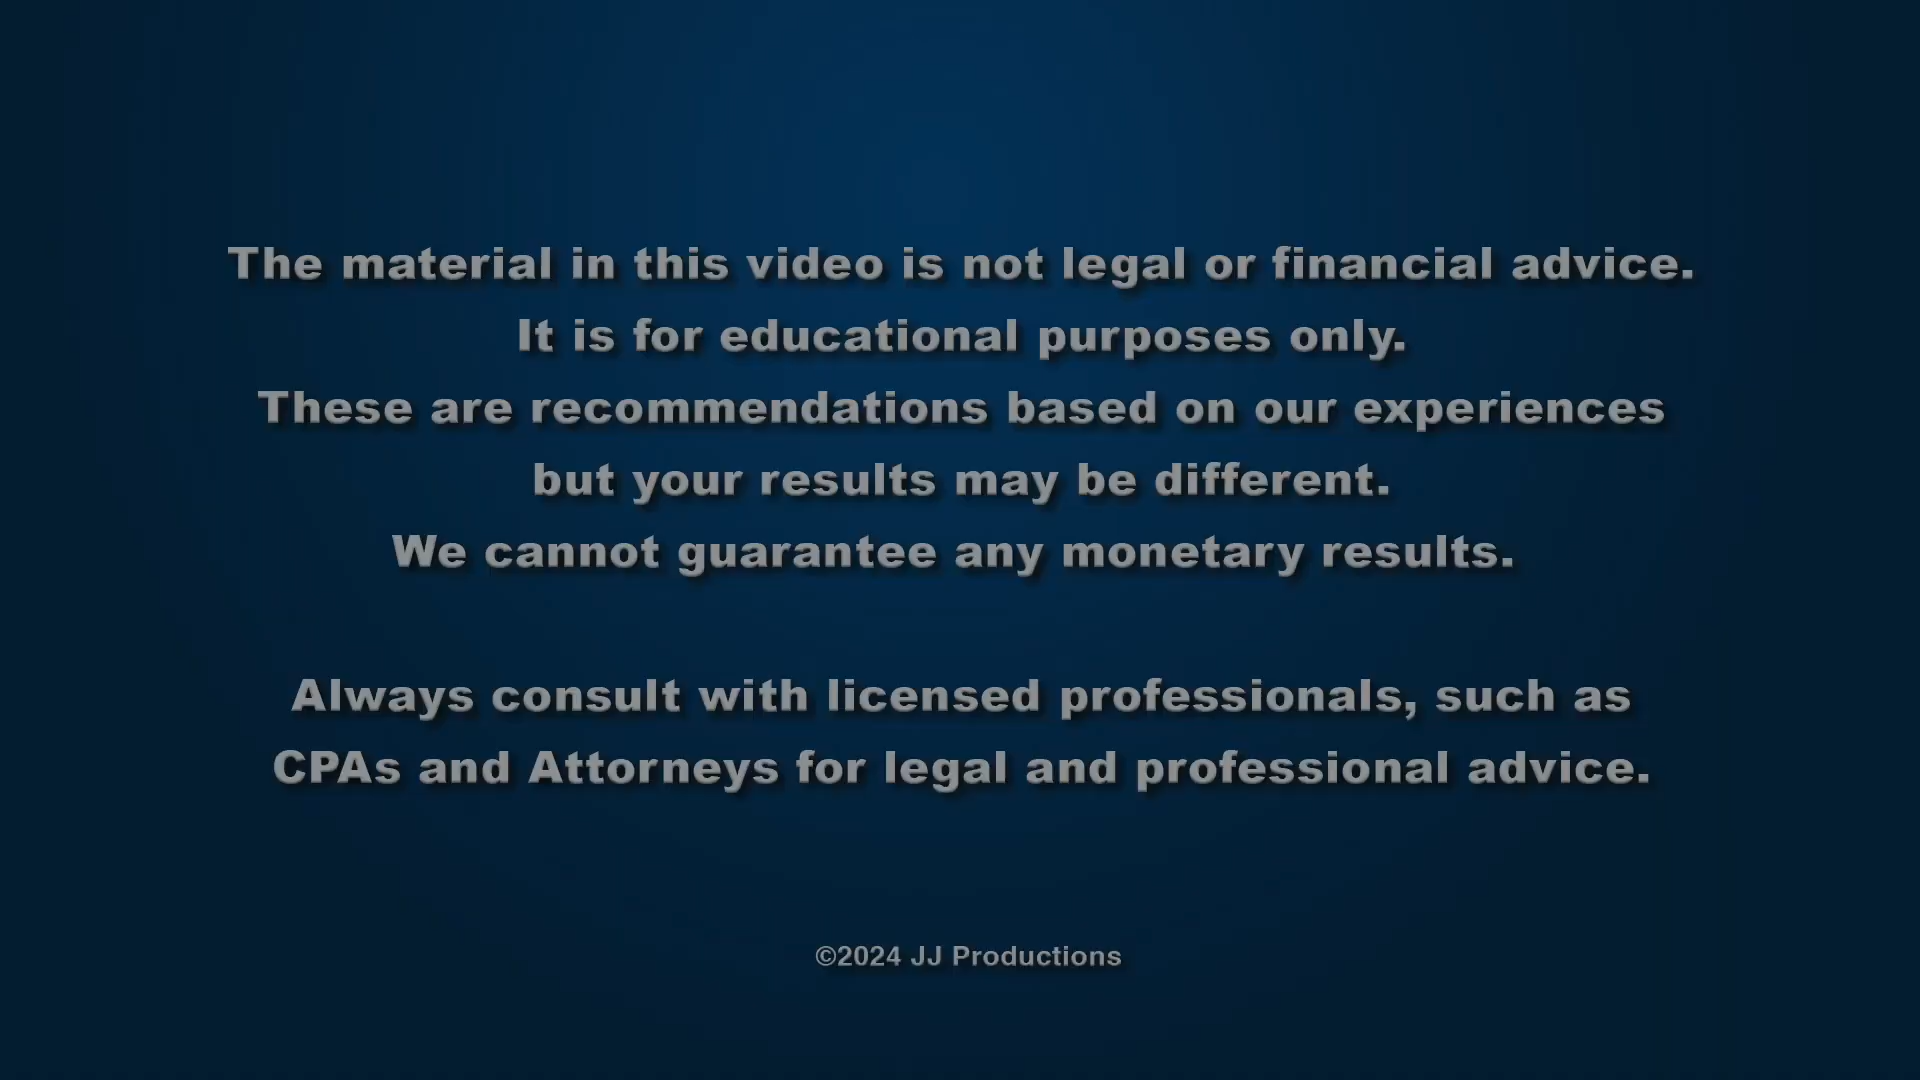 The material in this video is not legal or financial advice.
It is for educational purposes only.
These are recommendations based on our experiences
but your results may be different.
We cannot guarantee any monetary results.
Always consult with licensed professionals, such as
CPAs and Attorneys for legal and professional advice.
©2024 JJ Productions